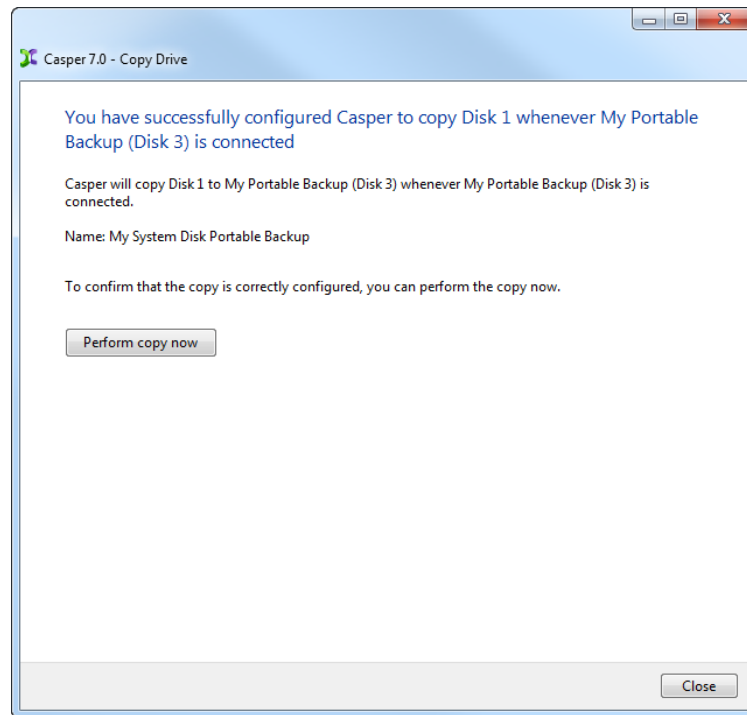 Casper 7.0 - Copy Drive
You have successfully configured Casper to copy Disk 1 whenever My Portable
Backup (Disk 3) is connected
Casper will copy Disk 1 to My Portable Backup (Disk 3) whenever My Portable Backup (Disk 3) is
connected.
Name: My System Disk Portable Backup
To confirm that the copy is correctly configured, you can perform the copy now.
Perform copy now
Close